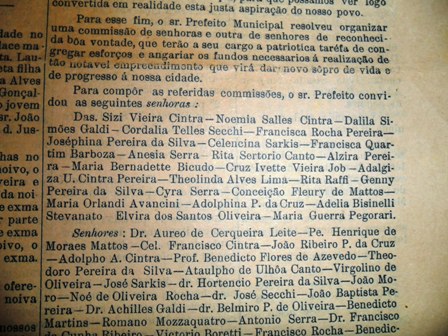 convertida em realidade esta justa aspiração de nosso povo.
Para esse fim, o sr. Prefeito Municipal resolveu organizar
uma commissão de senhoras e outra de senhores de reconheci-
da bôa vontade, que terão a seu cargo a patriotica taréfa de con-
gregar esforços e angariar os fundos necessarios á realização de
tão notavel emprehendimento que virá dar novo sôpro de vida e
de progresso á nossa cidade.
Para compôr as referidas commissões, o sr. Prefeito convi-
dou as seguintes senhoras :
Das. Sizi Vieira Cintra—Noemia Salles Cintra—Dalila Si-
mões Galdi—Cordalia Telles Secchi—Francisca Rocha Pereira—
Joséphina Pereira da Silva—Celencina Sarkis—Francisca Quar-
tim Barboza—Anesia Serra—Rita Sertorio Canto—Alzira Perei-
ra—Maria Bernadette Bicudo—Cruz Ivette Vieira Job—Adalgi-
za U. Cintra Pereira—Theolinda Alves Lima—Rita Raffi—Genny
Pereira da Silva—Cyra Serra—Conceição Fleury de Mattos—
Maria Orlandi Avancini—Adolphina P. da Cruz—Adelia Bisinelli
Stevanato Elvira dos Santos Oliveira—Maria Guerra Pegorari.
Senhores : Dr. Aureo de Cerqueira Leite—Pe. Henrique de
Moraes Mattos—Cel. Francisco Cintra—João Ribeiro P. da Cruz
—Adolpho A. Cintra—Prof. Benedicto Flores de Azevedo—Theo-
doro Pereira da Silva—Ataulpho de Ulhôa Canto—Virgolino de
Oliveira—José Sarkis—dr. Hortencio Pereira da Silva—João Mo-
ro—Noé de Oliveira Rocha—dr. José Secchi—João Baptista
Pereira—Dr. Achilles Galdi—dr. Belmiro P. de Oliveira—Benedicto
Martins—Romano Mozzaquatro—Antonio Serra—Dr. Francisco
Cunha Ribeiro—Victorio Boretti—Francisco Rocha—Benedicto